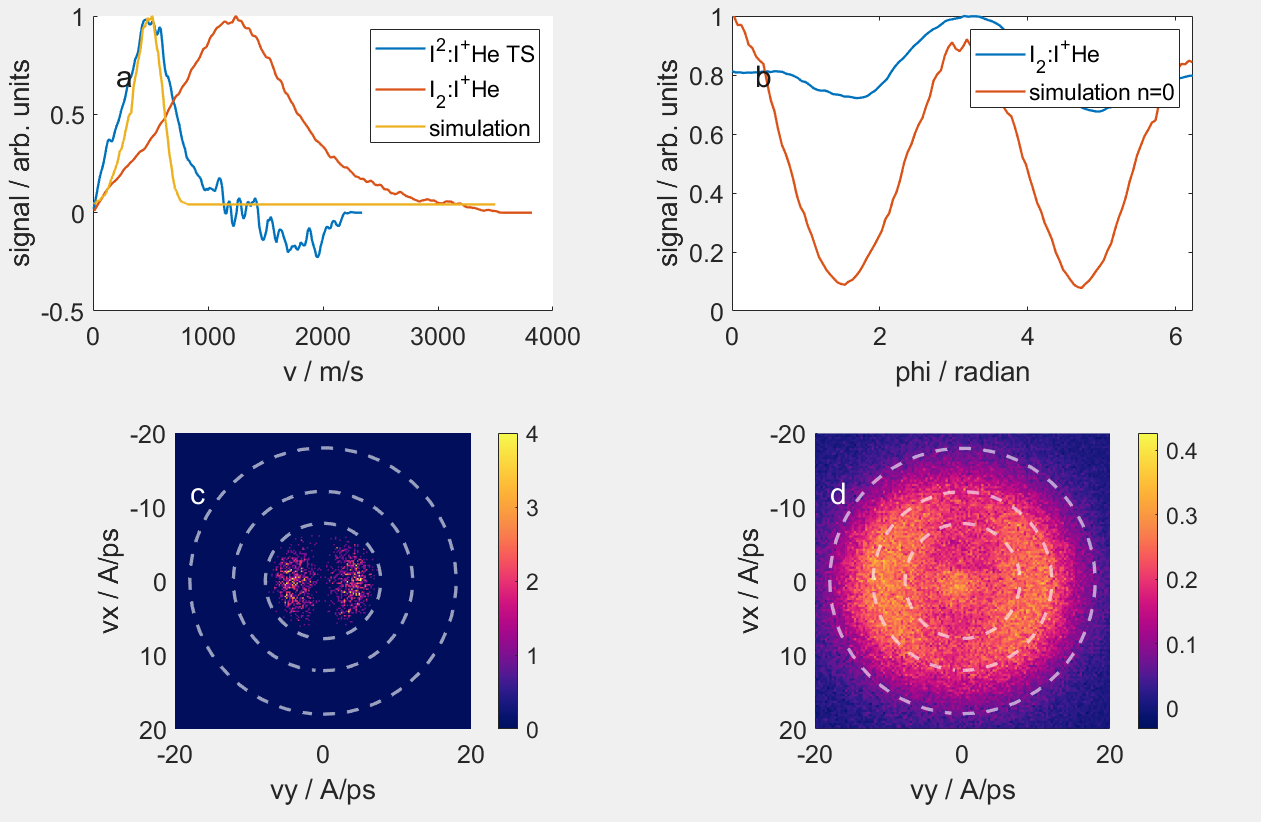 1
0.5
0
-0.5
signal / arb. units
a
I²:I⁺He TS
I₂:I⁺He
simulation
0
1000
2000
3000
4000
v / m/s
1
0.8
0.6
0.4
0.2
0
signal / arb. units
b
I₂:I⁺He
simulation n=0
0
2
4
6
phi / radian
-20
-10
0
10
20
vx / A/ps
c
-20
0
20
vy / A/ps
4
3
2
1
0
-20
-10
0
10
20
vx / A/ps
d
-20
0
20
vy / A/ps
0.4
0.3
0.2
0.1
0